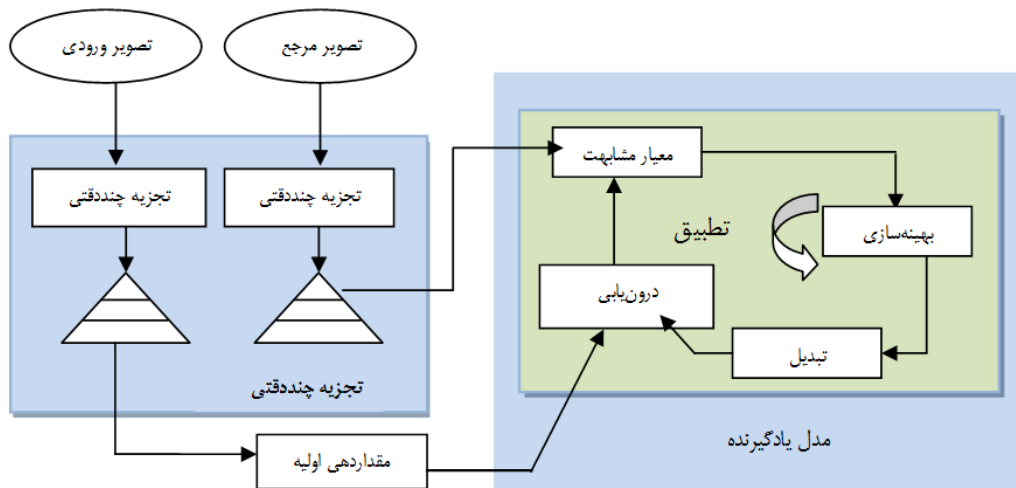 تصویر ورودی
تصویر مرجع
تجزیه چنددقتی
تجزیه چنددقتی
تجزیه چنددقتی
مقداردهی اولیه
معیار مشابهت
بهینه‌سازی
تطبیق
درون‌یابی
تبدیل
مدل یادگیرنده